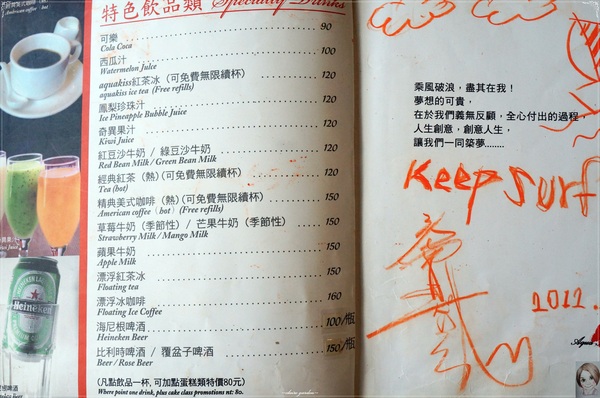 特色飲品類 Specialty Drinks
可樂 90
Cola Coca
西瓜汁 120
Watermelon Juice
aquakiss紅茶冰(可免費無限續杯) 120
aquakiss ice tea (Free refills)
鳳梨珍珠汁 120
Ice Pineapple Bubble Juice
奇異果汁 120
Kiwi Juice
紅豆沙牛奶 / 綠豆沙牛奶 120
Red Bean Milk / Green Bean Milk
經典紅茶(熱)(可免費無限續杯) 120
Tea (hot)
精典美式咖啡(熱)(可免費無限續杯) 150
American coffee (hot) (Free refills)
草莓牛奶(季節性) / 芒果牛奶(季節性) 150
Strawberry Milk / Mango Milk
蘋果牛奶 150
Apple Milk
漂浮紅茶冰 150
Floating tea
漂浮冰咖啡 160
Floating Ice Coffee
海尼根啤酒 100/瓶
Heineken Beer
比利時啤酒 / 覆盆子啤酒 150/瓶
Beer / Rose Beer
(凡點飲品一杯, 可加點蛋糕類特價80元)
Where point one drink, plus cake class promotions nt: 80.
Heineken
乘風破浪,盡其在我!
夢想的可貴,
在於我們義無反顧,全心付出的過程,
人生創意,創意人生,
讓我們一同築夢........
Keep Surf
2012.